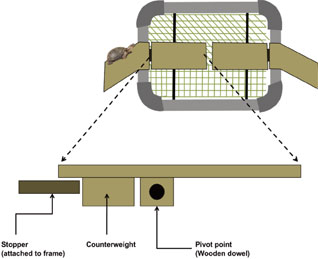 Stopper
(attached to frame)
Counterweight
Pivot point
(Wooden dowel)